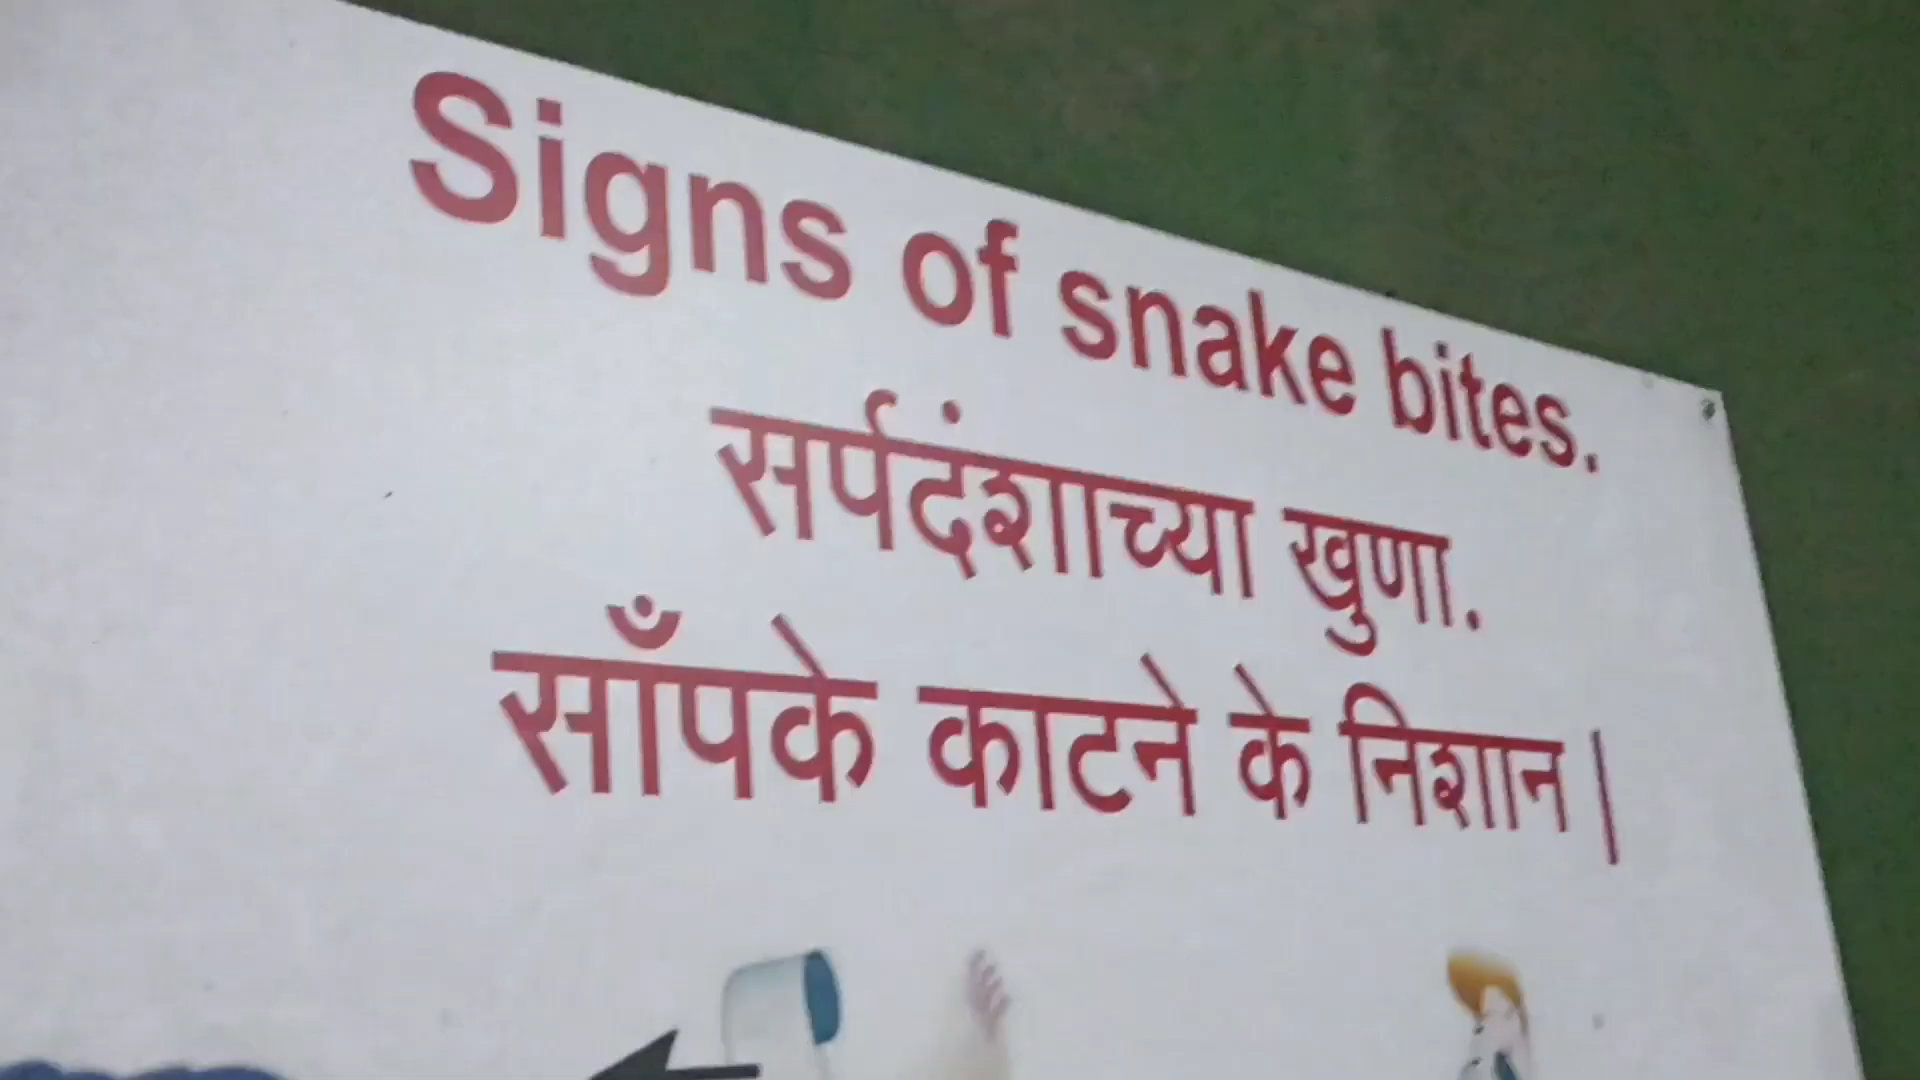 Signs of snake bites.
सर्पदंशाच्या खुणा.
साँपके काटने के निशान |